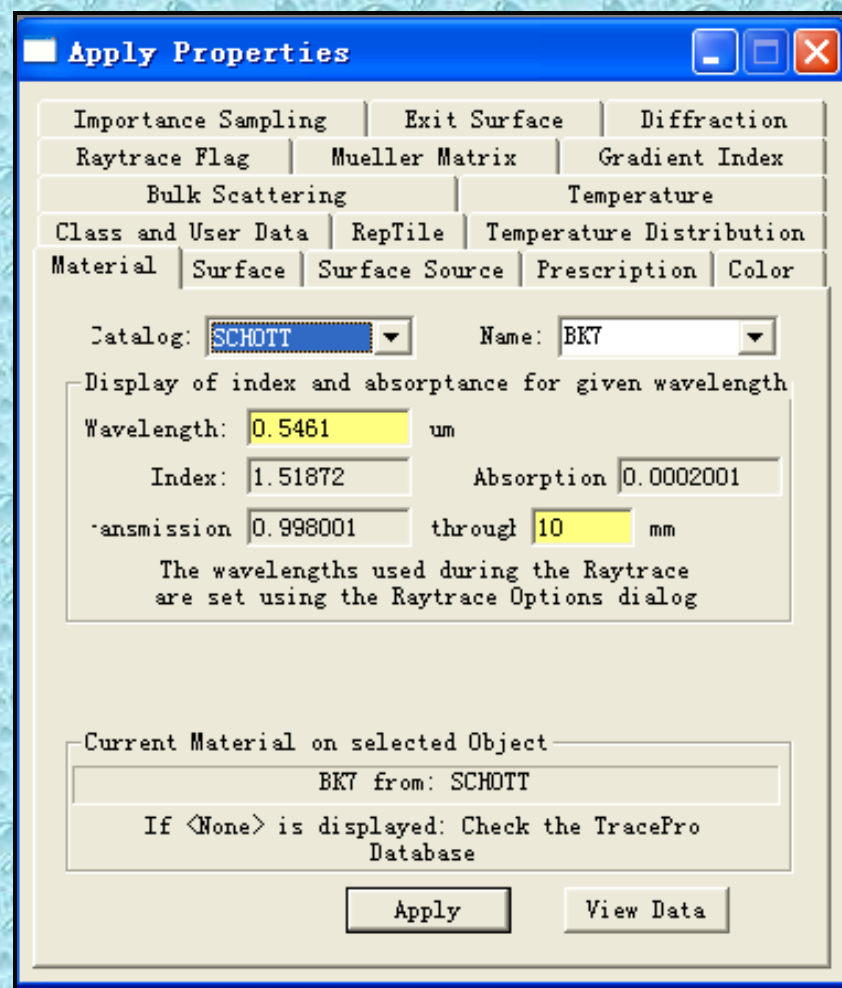 Apply Properties
Importance Sampling Exit Surface Diffraction
Raytrace Flag Mueller Matrix Gradient Index
Bulk Scattering Temperature
Class and User Data RepTile Temperature Distribution
Material Surface Surface Source Prescription Color
Catalog: SCHOTT Name: BK7
Display of index and absorptance for given wavelength
Wavelength: 0.5461 um
Index: 1.51872 Absorption 0.0002001
ansmission 0.998001 through 10 mm
The wavelengths used during the Raytrace
are set using the Raytrace Options dialog
Current Material on selected Object
BK7 from: SCHOTT
If <None> is displayed: Check the TracePro
Database
Apply View Data